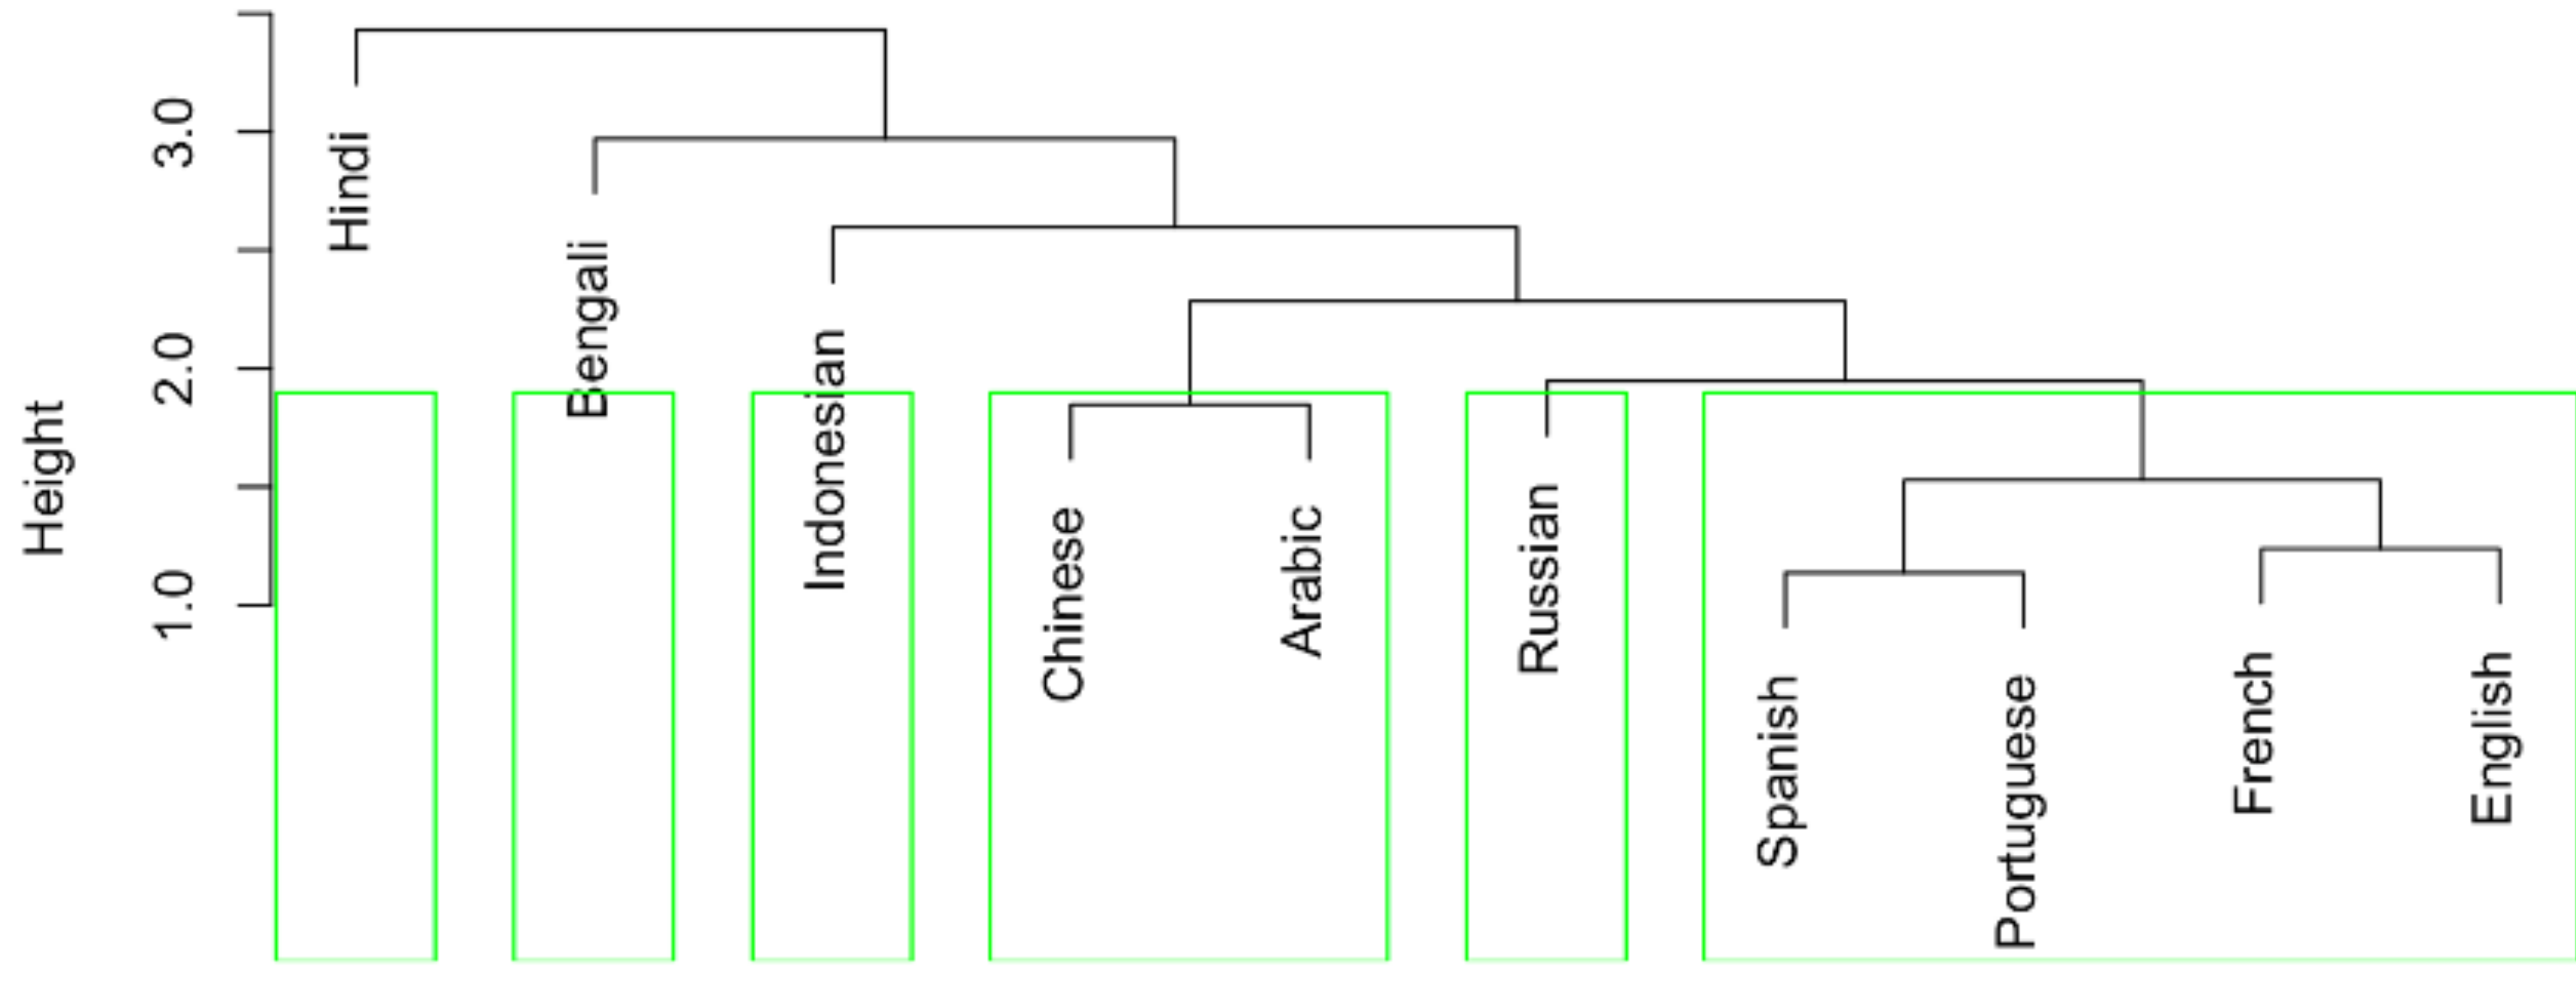 Height
3.0
2.0
1.0
Hindi
Bengali
Indonesian
Chinese
Arabic
Russian
Spanish
Portuguese
French
English